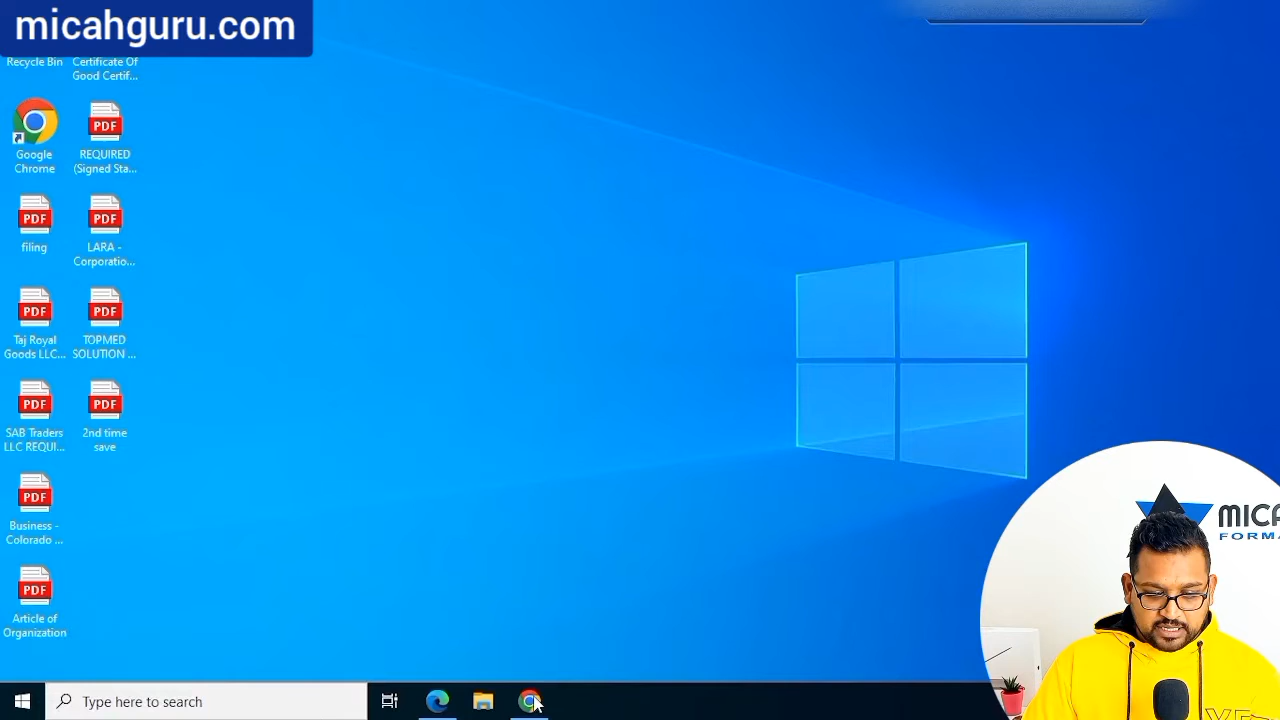 micahguru.com
Recycle Bin
Certificate Of
Good Certif...
Google
Chrome
PDF
REQUIRED
(Signed Sta...
PDF
filing
PDF
LARA -
Corporatio...
PDF
Taj Royal
Goods LLC...
PDF
TOPMED
SOLUTION ...
PDF
SAB Traders
LLC REQUI...
PDF
2nd time
save
PDF
Business -
Colorado ...
PDF
Article of
Organization
Type here to search